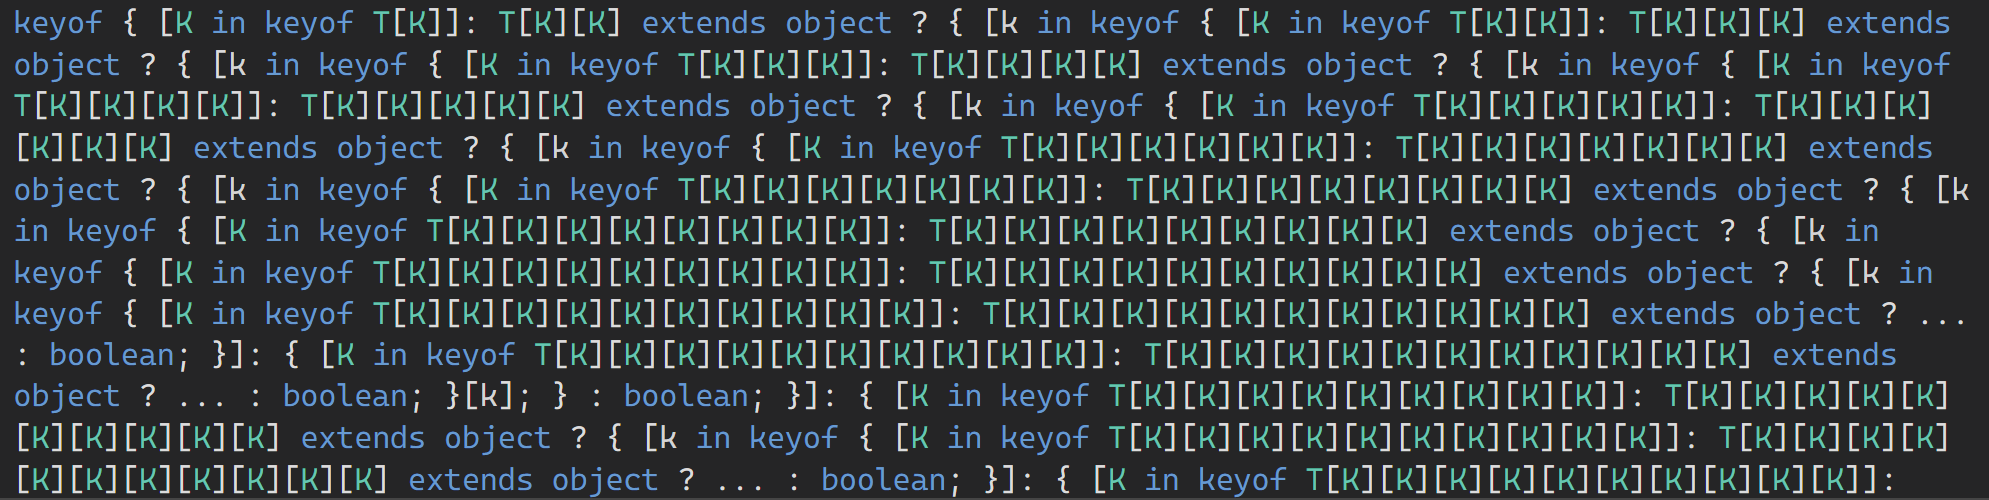 keyof { [K in keyof T[K]]: T[K][K] extends object ? { [k in keyof { [K in keyof T[K][K]]: T[K][K][K] extends
object ? { [k in keyof { [K in keyof T[K][K][K]]: T[K][K][K][K] extends object ? { [k in keyof { [K in keyof
T[K][K][K][K]]: T[K][K][K][K][K] extends object ? { [k in keyof { [K in keyof T[K][K][K][K][K]]: T[K][K][K]
[K][K][K] extends object ? { [k in keyof { [K in keyof T[K][K][K][K][K][K]]: T[K][K][K][K][K][K][K] extends
object ? { [k in keyof { [K in keyof T[K][K][K][K][K][K][K]]: T[K][K][K][K][K][K][K][K] extends object ? { [k
in keyof { [K in keyof T[K][K][K][K][K][K][K][K]]: T[K][K][K][K][K][K][K][K][K] extends object ? { [k in
keyof { [K in keyof T[K][K][K][K][K][K][K][K][K]]: T[K][K][K][K][K][K][K][K][K][K] extends object ? { [k in
keyof { [K in keyof T[K][K][K][K][K][K][K][K][K][K]]: T[K][K][K][K][K][K][K][K][K][K][K] extends object ? ...
: boolean; }]: { [K in keyof T[K][K][K][K][K][K][K][K][K][K]]: T[K][K][K][K][K][K][K][K][K][K][K] extends
object ? ... : boolean; }[k]; } : boolean; }]: { [K in keyof T[K][K][K][K][K][K][K][K][K]]: T[K][K][K][K][K]
[K][K][K][K][K] extends object ? { [k in keyof { [K in keyof T[K][K][K][K][K][K][K][K][K][K]]: T[K][K][K][K]
[K][K][K][K][K][K][K] extends object ? ... : boolean; }]: { [K in keyof T[K][K][K][K][K][K][K][K][K][K]]: